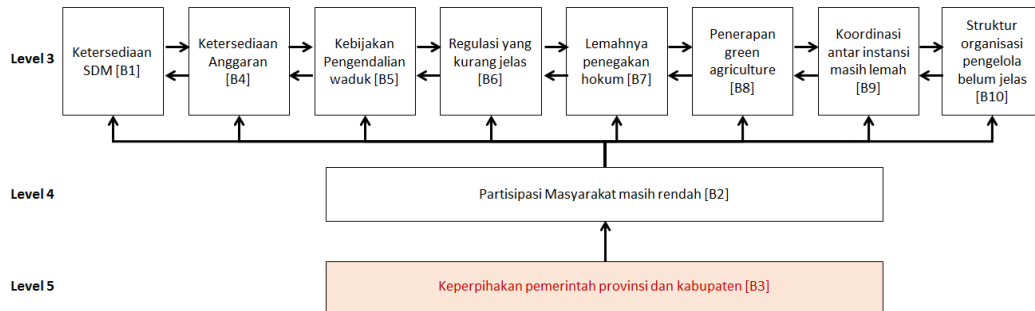 Level 3
Ketersediaan
SDM [B1]
Ketersediaan
Anggaran
[B4]
Kebijakan
Pengendalian
waduk [B5]
Regulasi yang
kurang jelas
[B6]
Lemahnya
penegakan
hokum [B7]
Penerapan
green
agriculture
[B8]
Koordinasi
antar instansi
masih lemah
[B9]
Struktur
organisasi
pengelola
belum jelas
[B10]
Level 4
Partisipasi Masyarakat masih rendah [B2]
Level 5
Keperpihakan pemerintah provinsi dan kabupaten [B3]